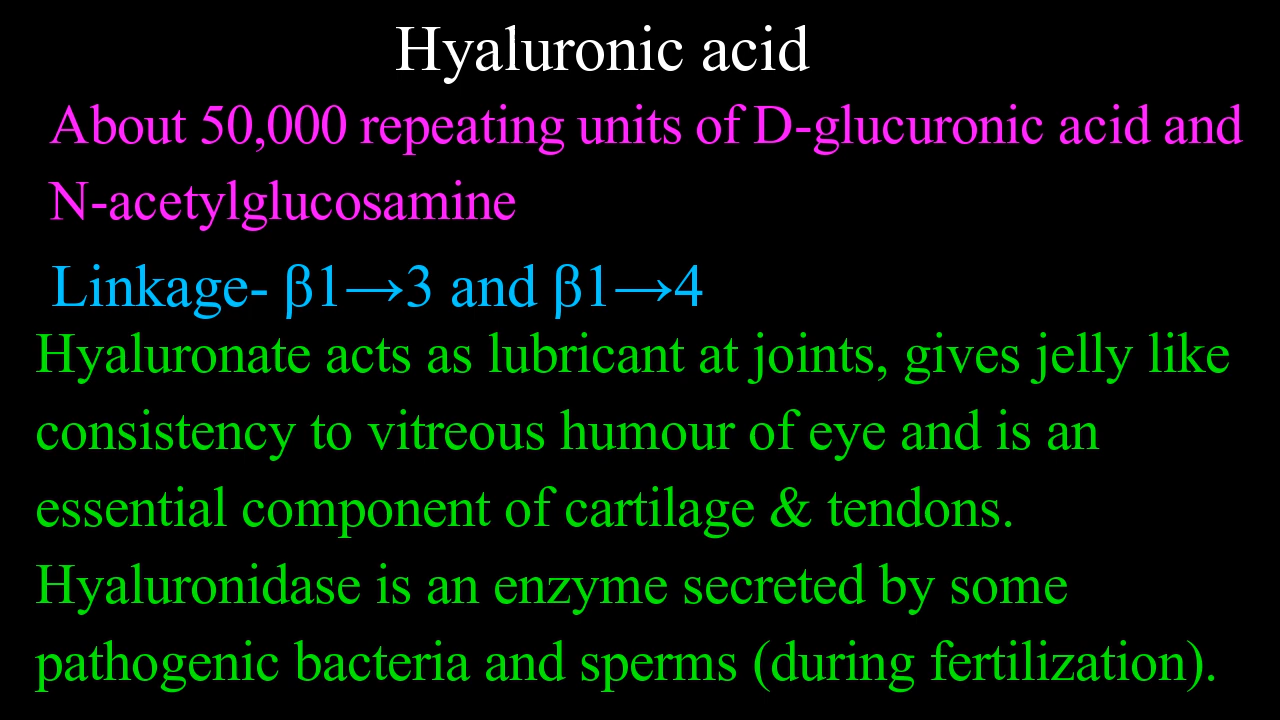 Hyaluronic acid
About 50,000 repeating units of D-glucuronic acid and
N-acetylglucosamine
Linkage- β1→3 and β1→4
Hyaluronate acts as lubricant at joints, gives jelly like
consistency to vitreous humour of eye and is an
essential component of cartilage & tendons.
Hyaluronidase is an enzyme secreted by some
pathogenic bacteria and sperms (during fertilization).